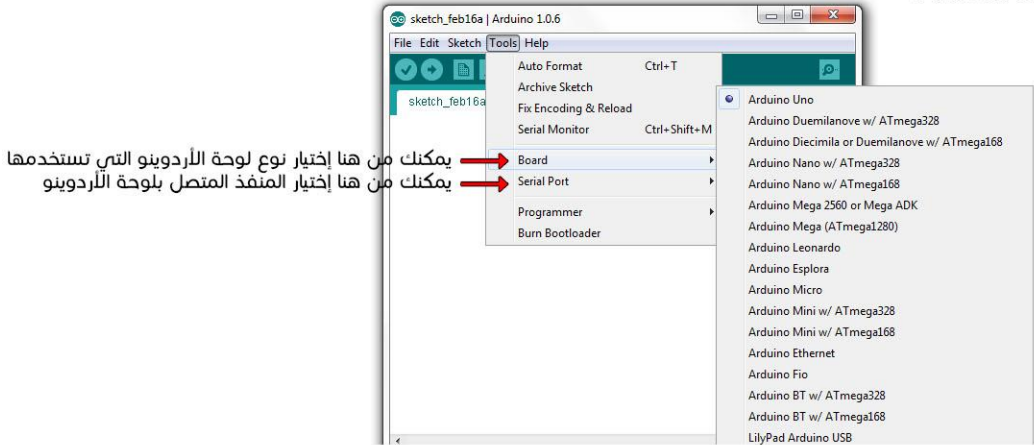 sketch_feb16a | Arduino 1.0.6
File Edit Sketch Tools Help
sketch_feb16a
Auto Format Ctrl+T
Archive Sketch
Fix Encoding & Reload
Serial Monitor Ctrl+Shift+M
Board
Serial Port
Programmer
Burn Bootloader
يمكنك من هنا إختيار نوع لوحة الأردوينو التي تستخدمها
يمكنك من هنا إختيار المنفذ المتصل بلوحة الأردوينو
Arduino Uno
Arduino Duemilanove w/ ATmega328
Arduino Diecimila or Duemilanove w/ ATmega168
Arduino Nano w/ ATmega328
Arduino Nano w/ ATmega168
Arduino Mega 2560 or Mega ADK
Arduino Mega (ATmega1280)
Arduino Leonardo
Arduino Esplora
Arduino Micro
Arduino Mini w/ ATmega328
Arduino Mini w/ ATmega168
Arduino Ethernet
Arduino Fio
Arduino BT w/ ATmega328
Arduino BT w/ ATmega168
LilyPad Arduino USB